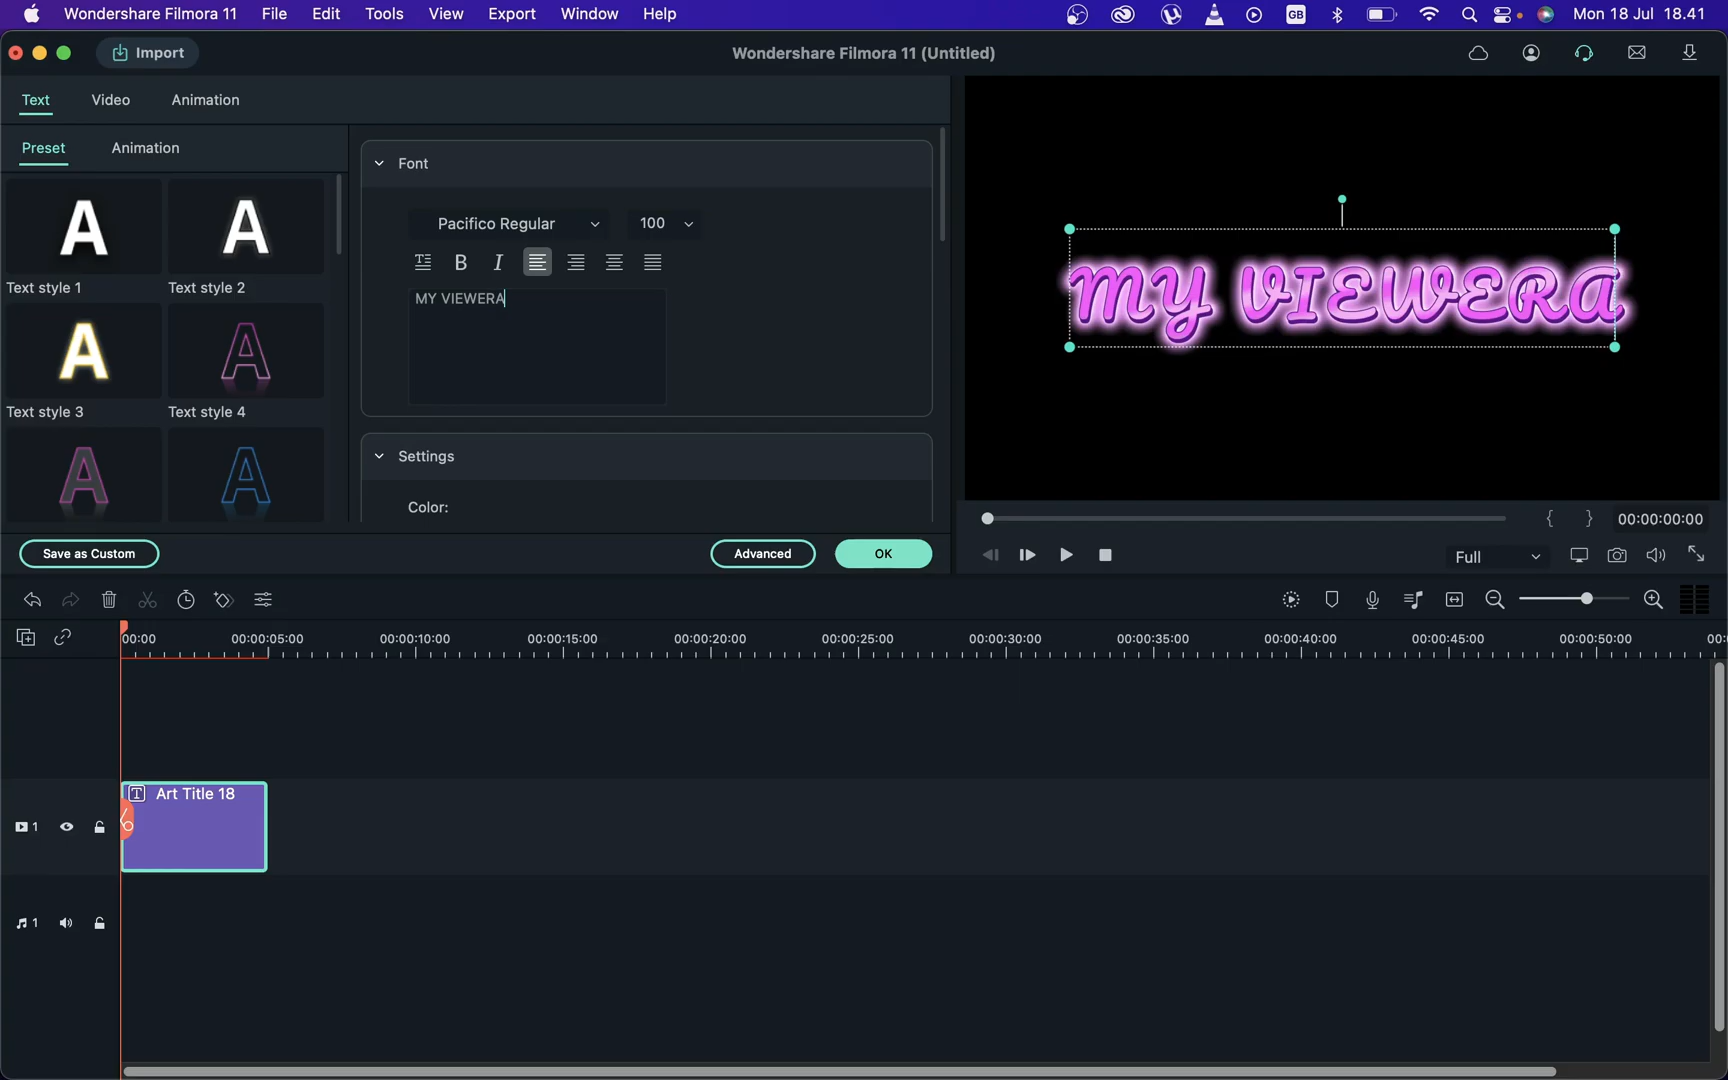 Wondershare Filmora 11 File Edit Tools View Export Window Help GB Mon 18 Jul 18.41
Import Wondershare Filmora 11 (Untitled)
Text Video Animation
Preset Animation
A A
Text style 1 Text style 2
A A
Text style 3 Text style 4
A A
Font
Pacifico Regular 100
B I
MY VIEWERA
Settings
Color:
Save as Custom Advanced OK
MY VIEWERA
00:00:00:00
Full
00:00 00:00:05:00 00:00:10:00 00:00:15:00 00:00:20:00 00:00:25:00 00:00:30:00 00:00:35:00 00:00:40:00 00:00:45:00 00:00:50:00 00:
T Art Title 18
1
1